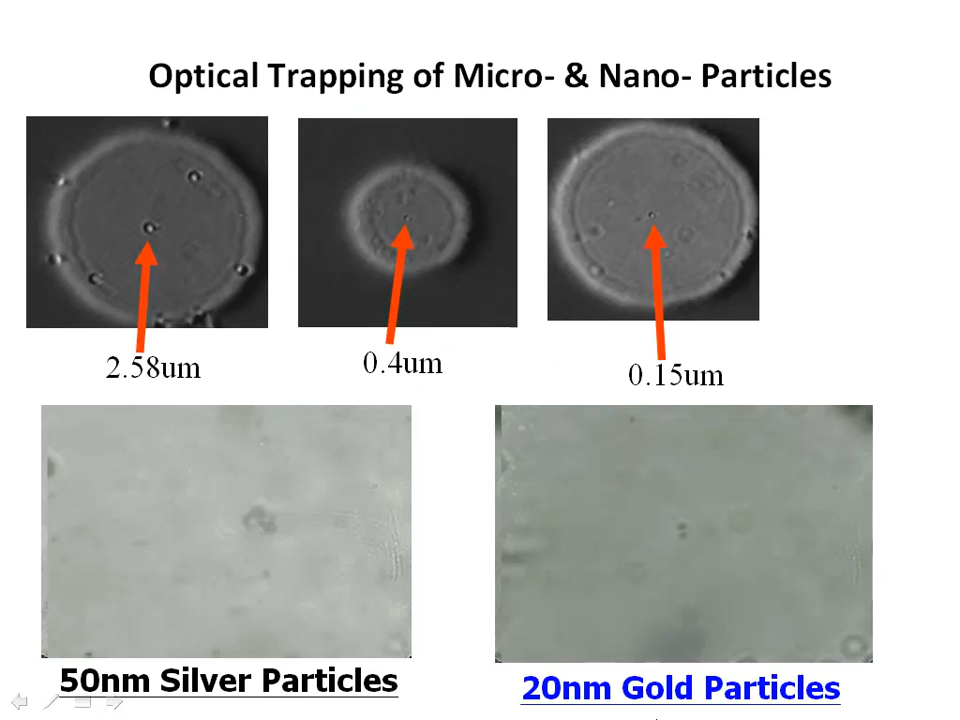 Optical Trapping of Micro- & Nano- Particles
2.58um
0.4um
0.15um
50nm Silver Particles
20nm Gold Particles